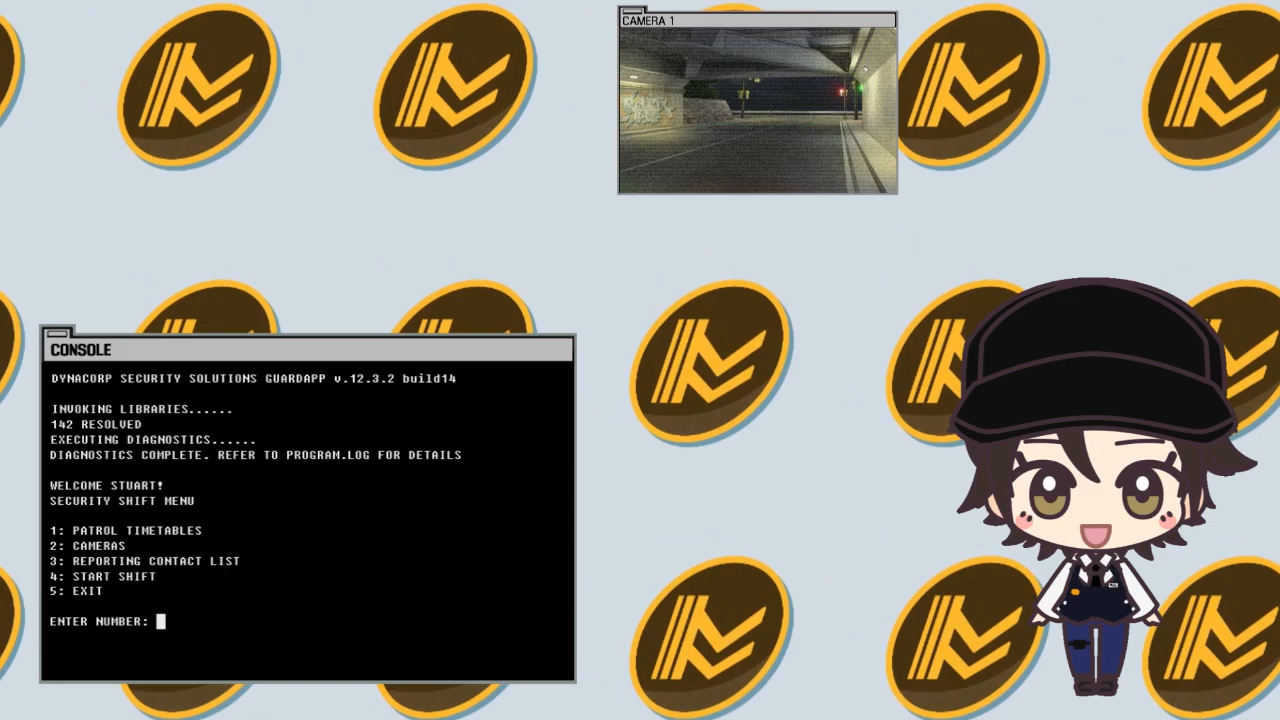 CAMERA 1
CONSOLE
DYNACORP SECURITY SOLUTIONS GUARDAPP v.12.3.2 build14
INVOKING LIBRARIES......
142 RESOLVED
EXECUTING DIAGNOSTICS......
DIAGNOSTICS COMPLETE. REFER TO PROGRAM.LOG FOR DETAILS
WELCOME STUART!
SECURITY SHIFT MENU
1: PATROL TIMETABLES
2: CAMERAS
3: REPORTING CONTACT LIST
4: START SHIFT
5: EXIT
ENTER NUMBER: